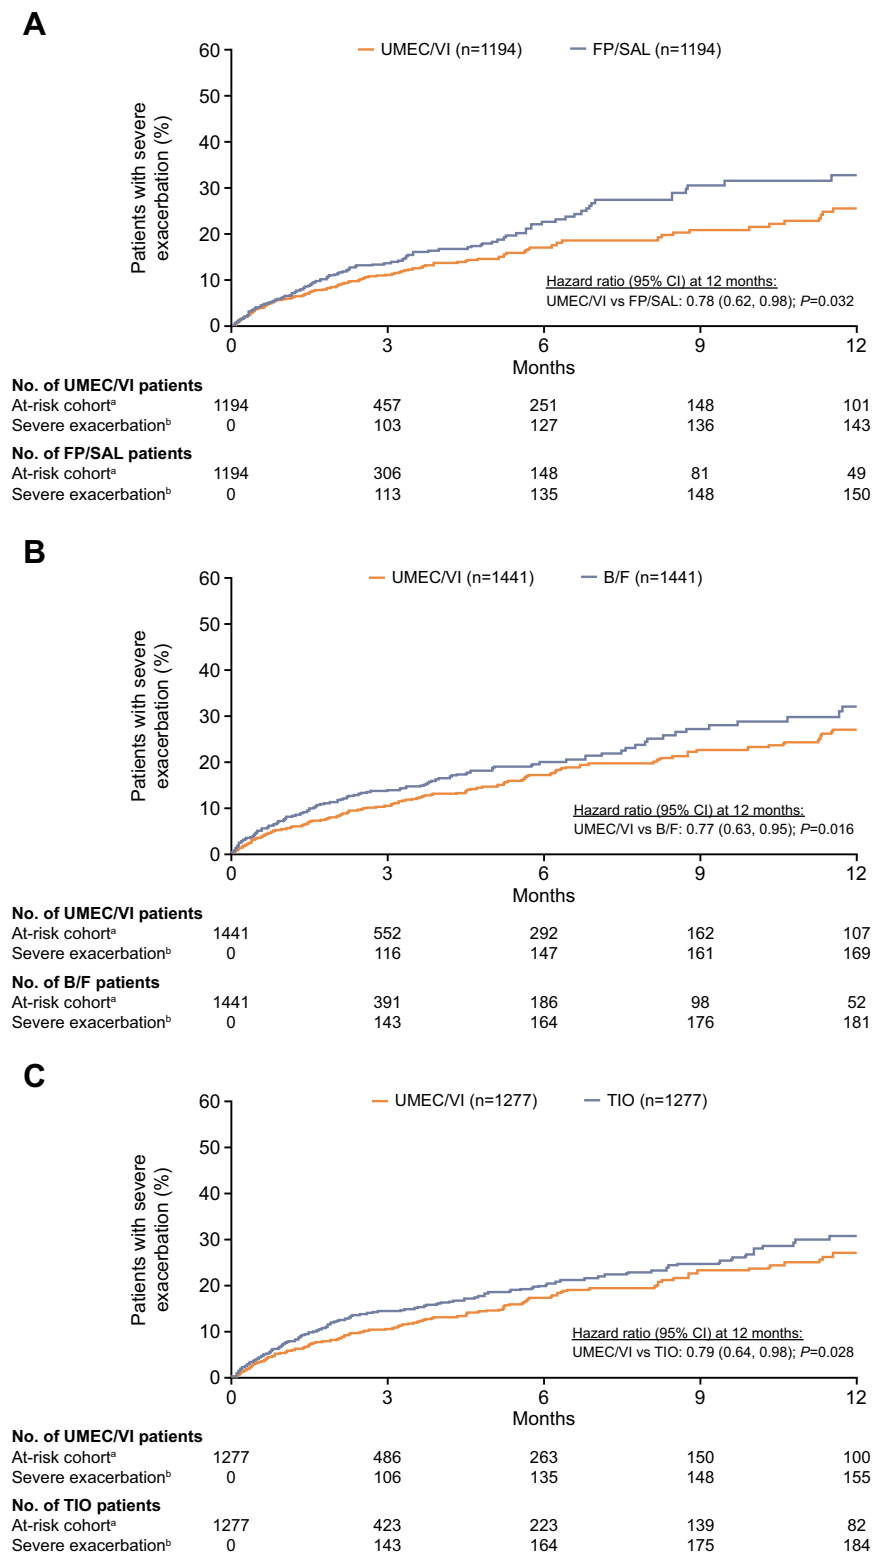 A
UMEC/VI (n=1194) FP/SAL (n=1194)
Patients with severe
exacerbation (%)
60
50
40
30
20
10
0
Hazard ratio (95% CI) at 12 months:
UMEC/VI vs FP/SAL: 0.78 (0.62, 0.98); P=0.032
0 3 6 9 12
Months
No. of UMEC/VI patients
At-risk cohortᵃ 1194 457 251 148 101
Severe exacerbationᵇ 0 103 127 136 143
No. of FP/SAL patients
At-risk cohortᵃ 1194 306 148 81 49
Severe exacerbationᵇ 0 113 135 148 150
B
UMEC/VI (n=1441) B/F (n=1441)
Patients with severe
exacerbation (%)
60
50
40
30
20
10
0
Hazard ratio (95% CI) at 12 months:
UMEC/VI vs B/F: 0.77 (0.63, 0.95); P=0.016
0 3 6 9 12
Months
No. of UMEC/VI patients
At-risk cohortᵃ 1441 552 292 162 107
Severe exacerbationᵇ 0 116 147 161 169
No. of B/F patients
At-risk cohortᵃ 1441 391 186 98 52
Severe exacerbationᵇ 0 143 164 176 181
C
UMEC/VI (n=1277) TIO (n=1277)
Patients with severe
exacerbation (%)
60
50
40
30
20
10
0
Hazard ratio (95% CI) at 12 months:
UMEC/VI vs TIO: 0.79 (0.64, 0.98); P=0.028
0 3 6 9 12
Months
No. of UMEC/VI patients
At-risk cohortᵃ 1277 486 263 150 100
Severe exacerbationᵇ 0 106 135 148 155
No. of TIO patients
At-risk cohortᵃ 1277 423 223 139 82
Severe exacerbationᵇ 0 143 164 175 184